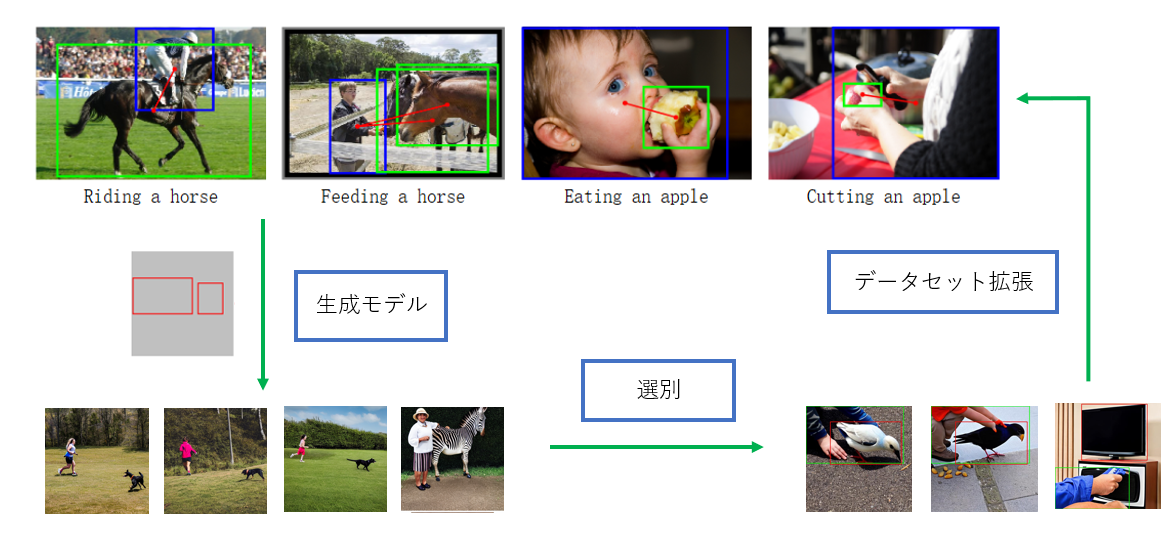 Riding a horse
Feeding a horse
Eating an apple
Cutting an apple
生成モデル
データセット拡張
選別